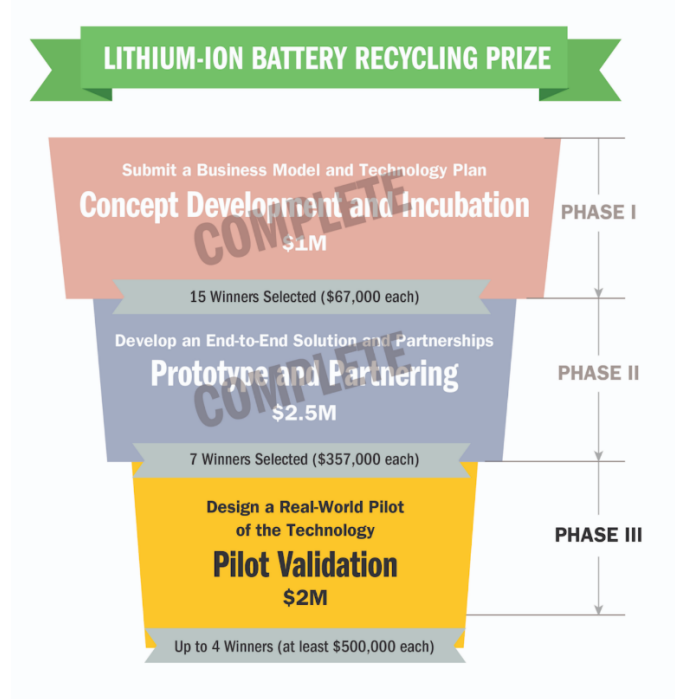 LITHIUM-ION BATTERY RECYCLING PRIZE
Submit a Business Model and Technology Plan
Concept Development and Incubation
$1M
COMPLETE
PHASE I
15 Winners Selected ($67,000 each)
Develop an End-to-End Solution and Partnerships
Prototype and Partnering
$2.5M
COMPLETE
PHASE II
7 Winners Selected ($357,000 each)
Design a Real-World Pilot
of the Technology
Pilot Validation
$2M
PHASE III
Up to 4 Winners (at least $500,000 each)